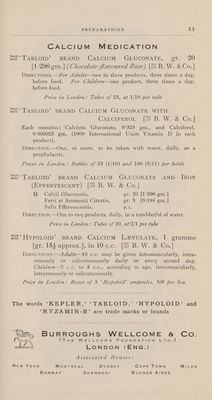 PREPARATIONS 31
CALCIUM MEDICATION
'TABLOID' BRAND CALCIUM GLUCONATE, gr. 20
[1·296 gm.] (Chocolate-flavoured Base) [B. W. & Co.]
DIRECTIONS.—For Adults—two to three products, three times a day,
before food. For Children—one product, three times a day,
before food.
Price in London: Tubes of 25, at 1/10 per tube
'TABLOID' BRAND CALCIUM GLUCONATE WITH
CALCIFEROL [B. W. & Co.]
Each contains: Calcium Gluconate, 0·325 gm., and Calciferol,
0·000025 gm. (1000 International Units Vitamin D in each
product).
DIRECTION.—One, or more, to be taken with water, daily, as a
prophylactic.
Prices in London: Bottles of 25 (1/10) and 100 (5/11) per bottle
'TABLOID' BRAND CALCIUM GLUCONATE AND IRON
(EFFERVESCENT) [B. W. & Co.]
℞ Calcii Gluconatis, gr. 20 [1·296 gm.]
Ferri et Ammonii Citratis, gr. 3 [0·194 gm.]
Salis Effervescentis, q.s.
DIRECTION.—One to two products, daily, in a tumblerful of water.
Price in London: Tubes of 20, at 2/1 per tube
'HYPOLOID' BRAND CALCIUM LÆVULATE, 1 gramme
[gr. 15½ approx.], in 10 c.c. [B. W. & Co.]
DIRECTIONS.—Adults—10 c.c. may be given intramuscularly, intra-
venously or subcutaneously daily or every second day.
Children—2 c.c. to 5 c.c., according to age, intramuscularly,
intravenously or subcutaneously.
Price in London: Boxes of 5 'Hypoloid' ampoules, 5/6 per box
The words 'KEPLER,' 'TABLOID,' 'HYPOLOID' and
'RYZAMIN-B' are trade marks or brands
BURROUGHS WELLCOME & CO.
(THE WELLCOME FOUNDATION LTD.)
LONDON (ENG.)
Associated Houses:
NEW YORK MONTREAL SYDNEY CAPE TOWN MILAN
BOMBAY SHANGHAI BUENOS AIRES